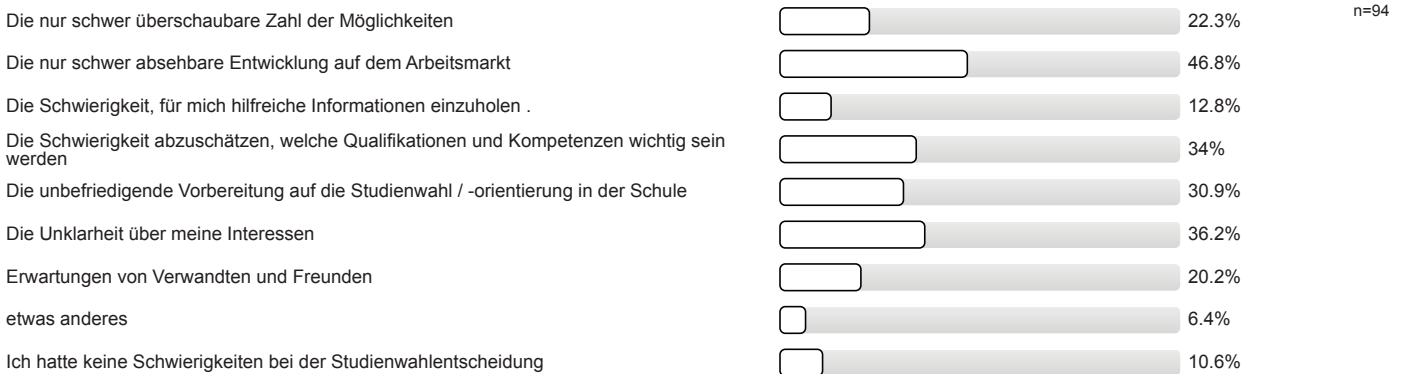 n=94
Die nur schwer überschaubare Zahl der Möglichkeiten 22.3%
Die nur schwer absehbare Entwicklung auf dem Arbeitsmarkt 46.8%
Die Schwierigkeit, für mich hilfreiche Informationen einzuholen . 12.8%
Die Schwierigkeit abzuschätzen, welche Qualifikationen und Kompetenzen wichtig sein
werden 34%
Die unbefriedigende Vorbereitung auf die Studienwahl / -orientierung in der Schule 30.9%
Die Unklarheit über meine Interessen 36.2%
Erwartungen von Verwandten und Freunden 20.2%
etwas anderes 6.4%
Ich hatte keine Schwierigkeiten bei der Studienwahlentscheidung 10.6%